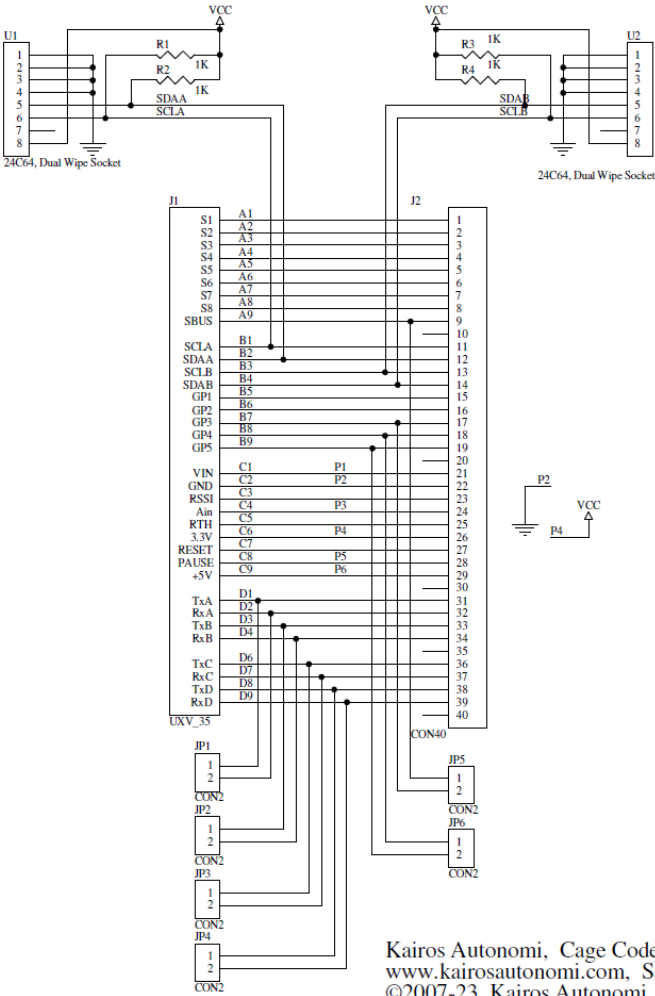 VCC
VCC
U1
U2
R1
1K
R3
1K
1
2
3
4
5
6
7
8
R2
1K
R4
1K
1
2
3
4
5
6
7
8
SDAA
SCLA
SDAB
SCLB
24C64, Dual Wipe Socket
24C64, Dual Wipe Socket
J1
J2
S1 A1 1
S2 A2 2
S3 A3 3
S4 A4 4
S5 A5 5
S6 A6 6
S7 A7 7
S8 A8 8
SBUS A9 9
10
SCLA B1 11
SDAA B2 12
SCLB B3 13
SDAB B4 14
GP1 B5 15
GP2 B6 16
GP3 B7 17
GP4 B8 18
GP5 B9 19
20
VIN C1 P1 21
GND C2 P2 22
RSSI C3 23
Ain C4 P3 24
RTH C5 25
3.3V C6 P4 26
RESET C7 27
PAUSE C8 P5 28
+5V C9 P6 29
30
TxA D1 31
RxA D2 32
TxB D3 33
RxB D4 34
35
TxC D6 36
RxC D7 37
TxD D8 38
RxD D9 39
40
P2
VCC
P4
UXV_35
CON40
JP1
1
2
CON2
JP2
1
2
CON2
JP3
1
2
CON2
JP4
1
2
CON2
JP5
1
2
CON2
JP6
1
2
CON2
Kairos Autonomi, Cage Code
www.kairosautonomi.com, S
©2007-23 Kairos Autonomi